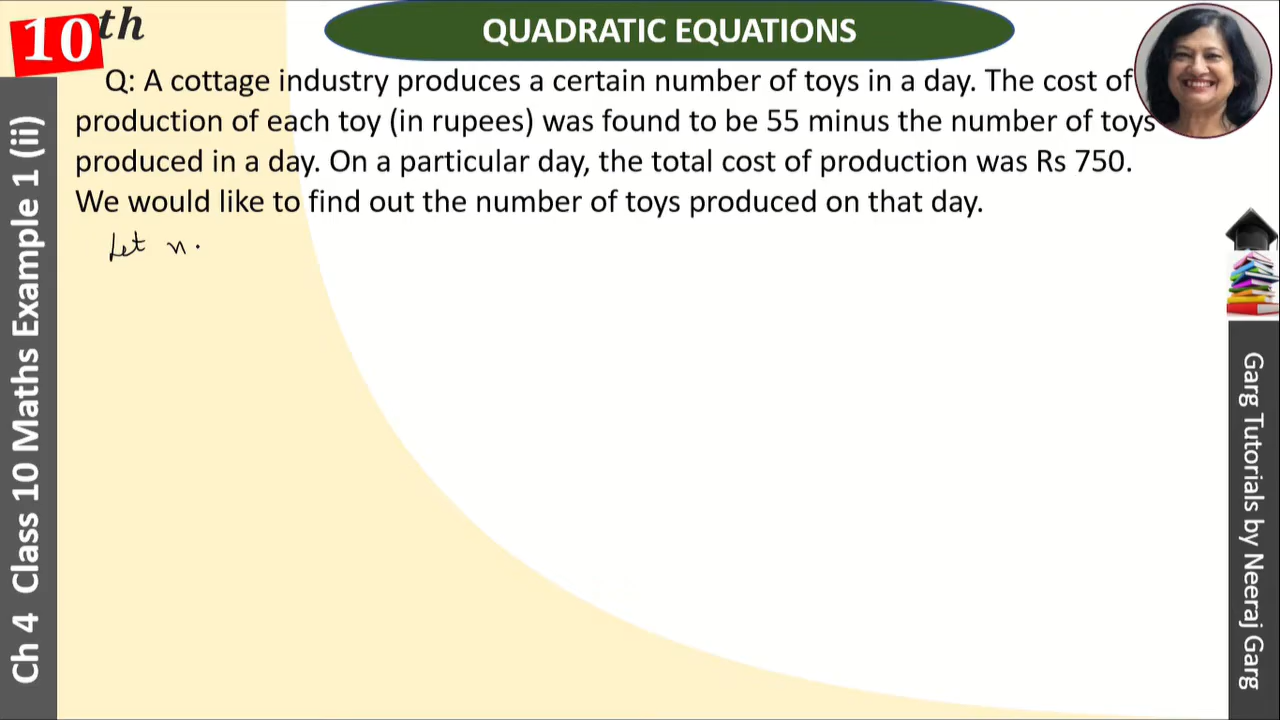 10th
QUADRATIC EQUATIONS
Q: A cottage industry produces a certain number of toys in a day. The cost of
production of each toy (in rupees) was found to be 55 minus the number of toys
produced in a day. On a particular day, the total cost of production was Rs 750.
We would like to find out the number of toys produced on that day.
Let n.
Ch 4 Class 10 Maths Example 1 (ii)
Garg Tutorials by Neeraj Garg